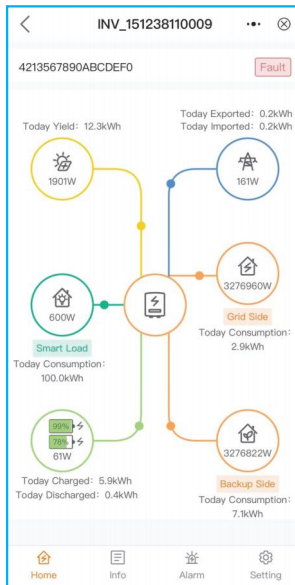 INV_151238110009
4213567890ABCDEF0
Fault
Today Exported: 0.2kWh
Today Imported: 0.2kWh
Today Yield: 12.3kWh
1901W
161W
600W
3276960W
Smart Load
Grid Side
Today Consumption:
100.0kWh
Today Consumption:
2.9kWh
99%
78%
61W
3276822W
Today Charged: 5.9kWh
Today Discharged: 0.4kWh
Backup Side
Today Consumption:
7.1kWh
Home
Info
Alarm
Setting